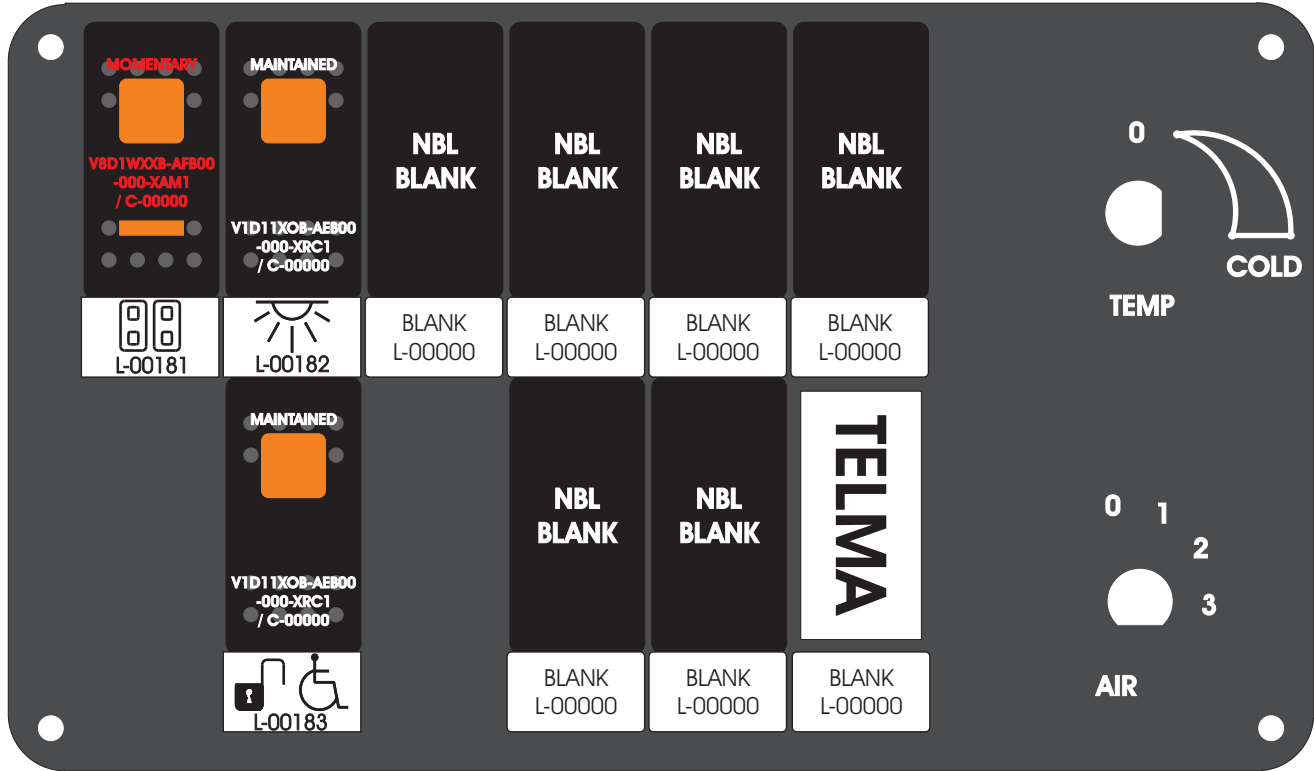 MOMENTARY
V8D1WXXB-AFB00
-000-XAM1
/ C-00000
L-00181
MAINTAINED
V1D11XOB-AEB00
-000-XRC1
/ C-00000
L-00182
NBL
BLANK
BLANK
L-00000
NBL
BLANK
BLANK
L-00000
NBL
BLANK
BLANK
L-00000
NBL
BLANK
BLANK
L-00000
0
COLD
TEMP
MAINTAINED
V1D11XOB-AEB00
-000-XRC1
/ C-00000
L-00183
NBL
BLANK
BLANK
L-00000
NBL
BLANK
BLANK
L-00000
TELMA
BLANK
L-00000
0
1
2
3
AIR